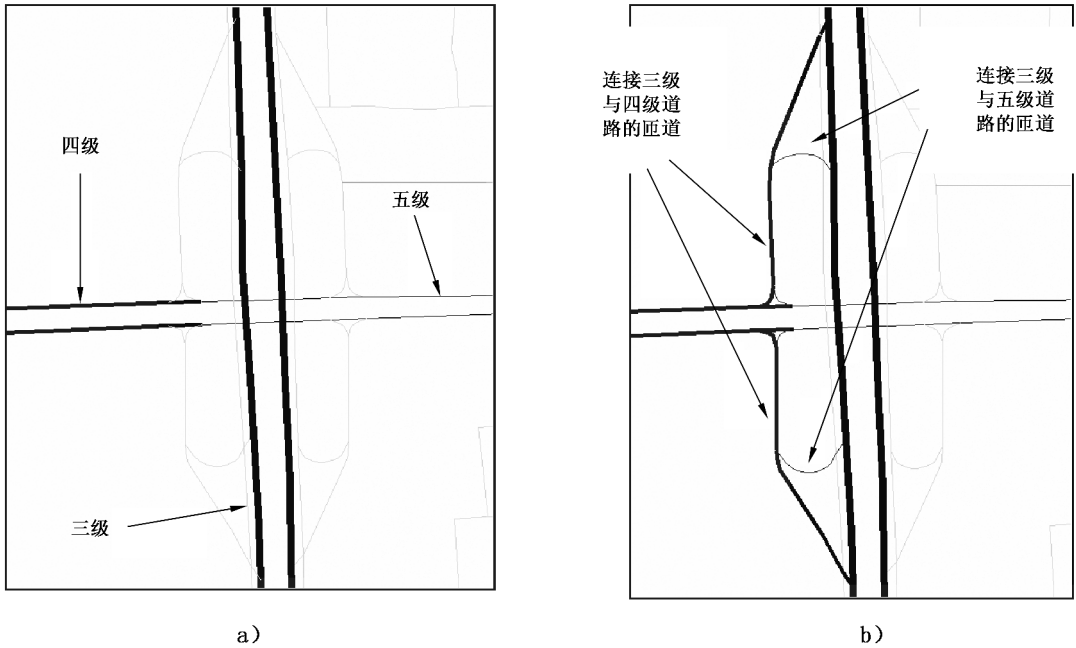 四级
五级
三级
a）
连接三级
与四级道
路的匝道
连接三级
与五级道
路的匝道
b）